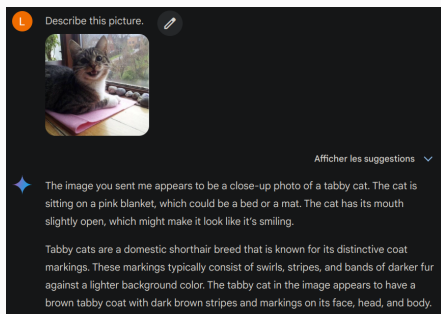 L
Describe this picture.
Afficher les suggestions
The image you sent me appears to be a close-up photo of a tabby cat. The cat is
sitting on a pink blanket, which could be a bed or a mat. The cat has its mouth
slightly open, which might make it look like it's smiling.
Tabby cats are a domestic shorthair breed that is known for its distinctive coat
markings. These markings typically consist of swirls, stripes, and bands of darker fur
against a lighter background color. The tabby cat in the image appears to have a
brown tabby coat with dark brown stripes and markings on its face, head, and body.